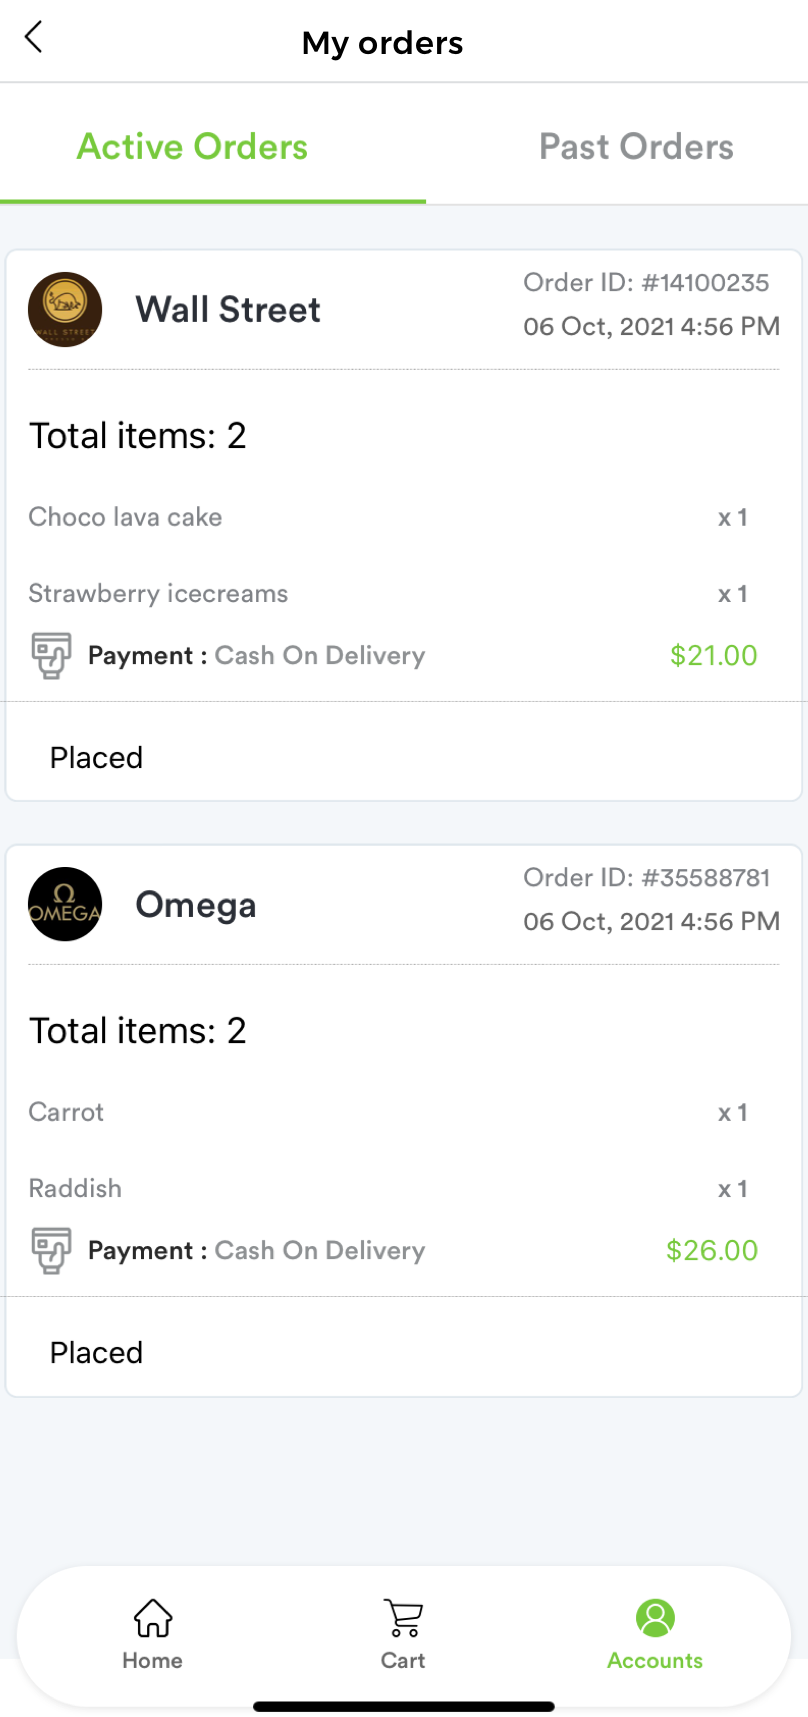 My orders
Active Orders
Past Orders
WALL STREET
Wall Street
Order ID: #14100235
06 Oct, 2021 4:56 PM
Total items: 2
Choco lava cake x 1
Strawberry icecreams x 1
Payment : Cash On Delivery $21.00
Placed
OMEGA
Omega
Order ID: #35588781
06 Oct, 2021 4:56 PM
Total items: 2
Carrot x 1
Raddish x 1
Payment : Cash On Delivery $26.00
Placed
Home
Cart
Accounts